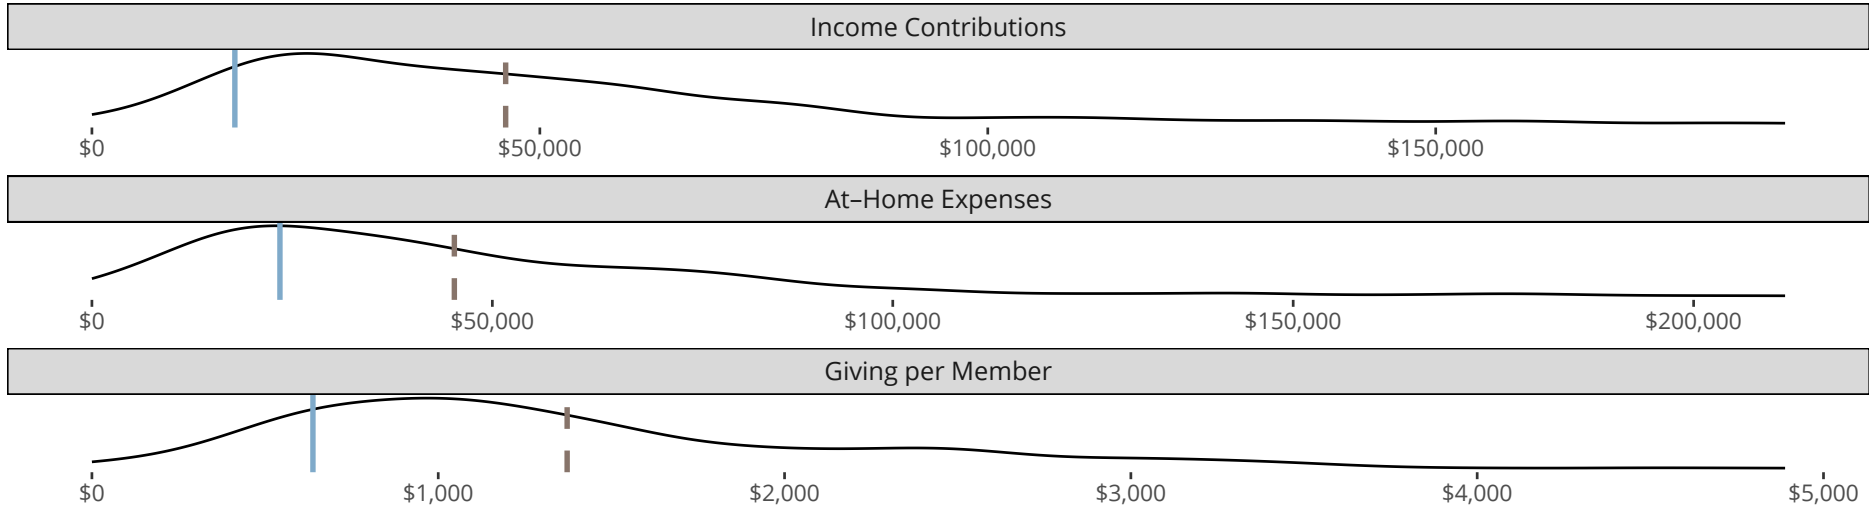 Income Contributions
$0 $50,000 $100,000 $150,000
At–Home Expenses
$0 $50,000 $100,000 $150,000 $200,000
Giving per Member
$0 $1,000 $2,000 $3,000 $4,000 $5,000